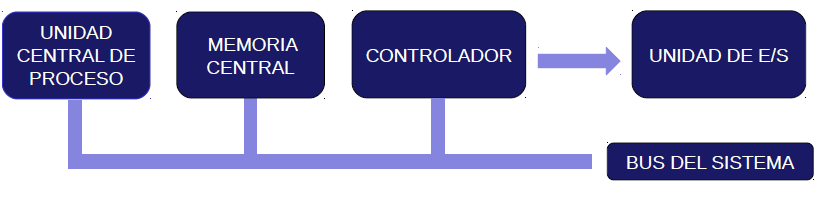 UNIDAD
CENTRAL DE
PROCESO
MEMORIA
CENTRAL
CONTROLADOR
UNIDAD DE E/S
BUS DEL SISTEMA